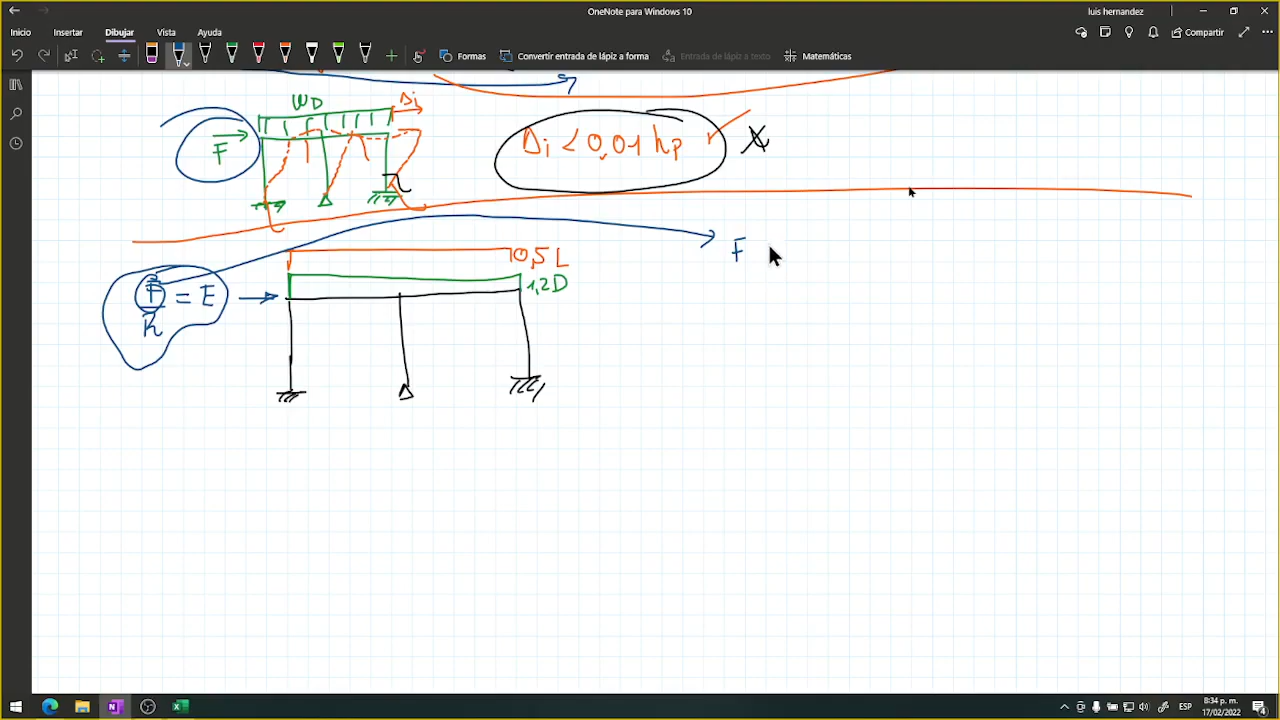 OneNote para Windows 10
luis hernandez
Inicio
Insertar
Dibujar
Vista
Ayuda
Compartir
Formas
Convertir entrada de lápiz a forma
Entrada de lápiz a texto
Matemáticas
WD
Δi
F
Δi < 0,01 hp
0,5 L
1,2D
F/R = E
F
ESP
8:34 p. m.
17/02/2022
4